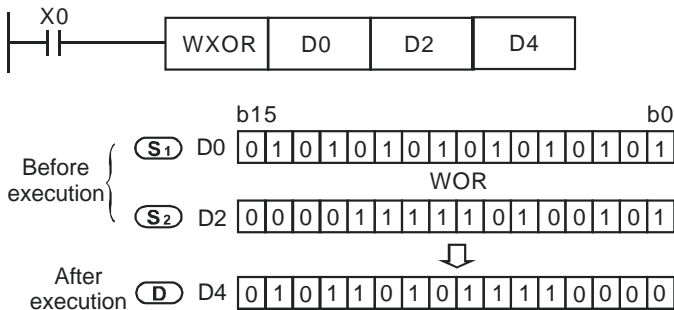 X0
WXOR D0 D2 D4
b15 b0
S1 D0 0 1 0 1 0 1 0 1 0 1 0 1 0 1 0 1
Before
execution
WOR
S2 D2 0 0 0 0 1 1 1 1 1 0 1 0 0 1 0 1
After
execution
D D4 0 1 0 1 1 0 1 0 1 1 1 1 0 0 0 0